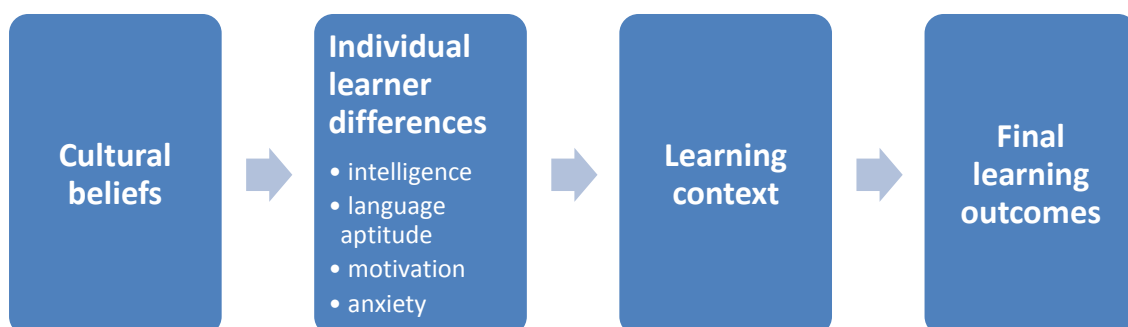 Cultural
beliefs
Individual
learner
differences
• intelligence
• language
aptitude
• motivation
• anxiety
Learning
context
Final
learning
outcomes